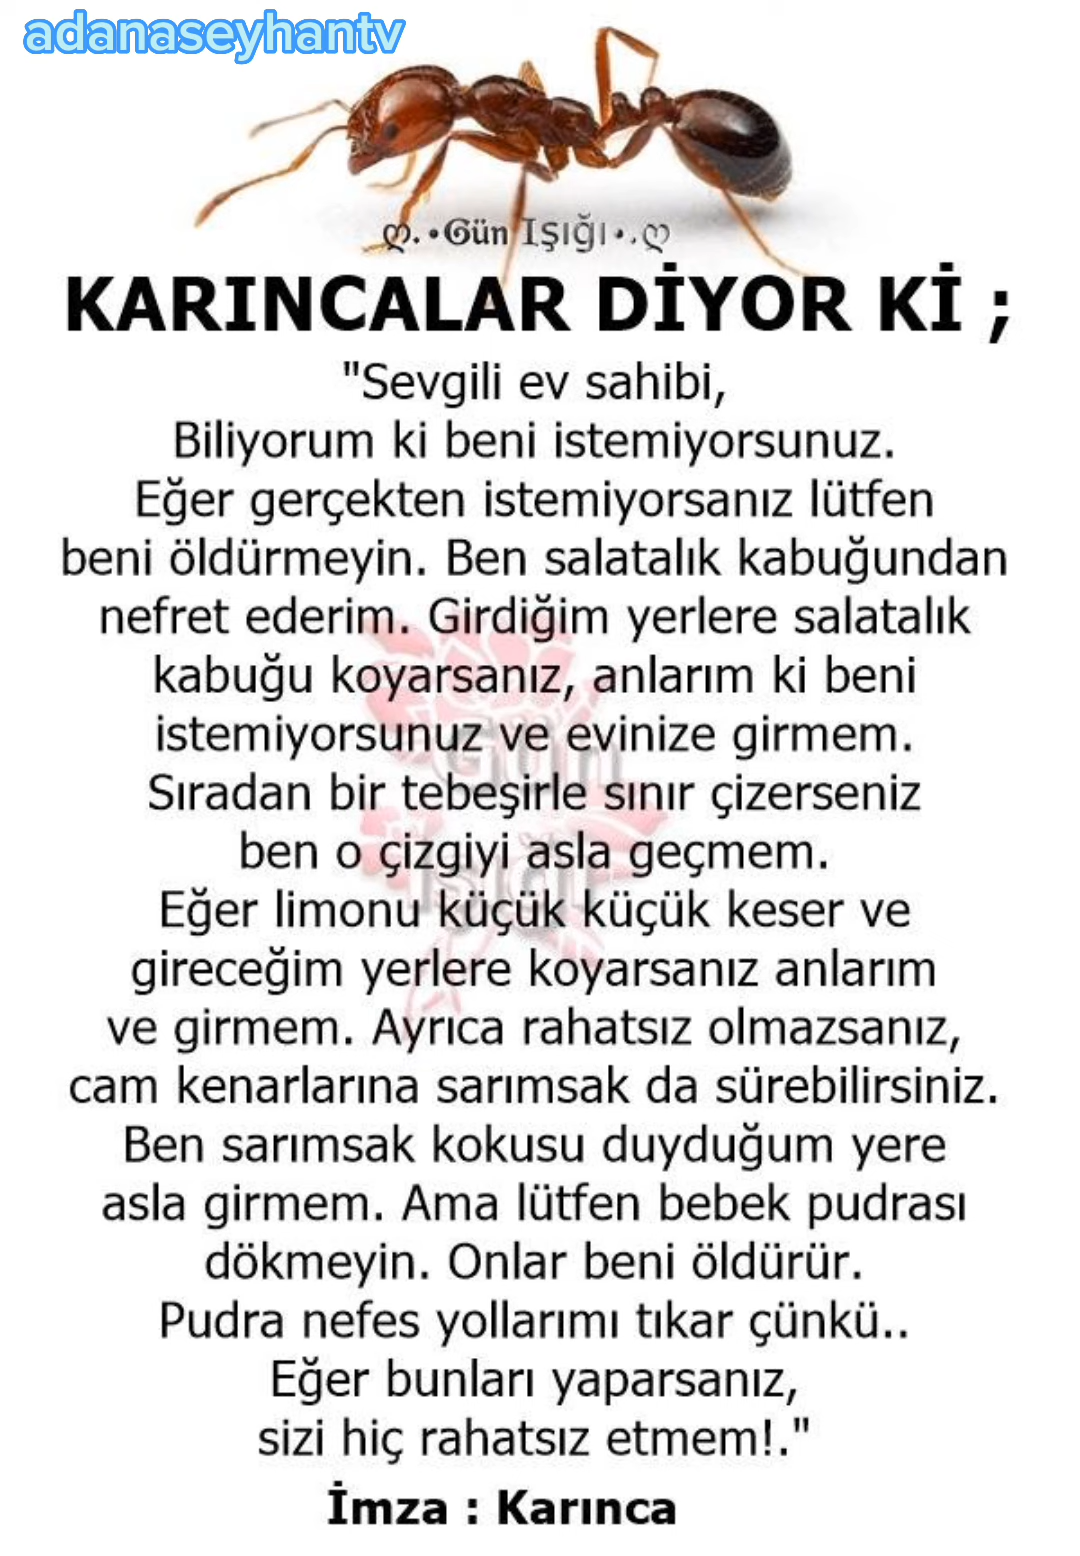 adanaseyhantv
ღ.•Gün Işığı•.ღ
KARINCALAR DİYOR Kİ ;
"Sevgili ev sahibi,
Biliyorum ki beni istemiyorsunuz.
Eğer gerçekten istemiyorsanız lütfen
beni öldürmeyin. Ben salatalık kabuğundan
nefret ederim. Girdiğim yerlere salatalık
kabuğu koyarsanız, anlarım ki beni
istemiyorsunuz ve evinize girmem.
Sıradan bir tebeşirle sınır çizerseniz
ben o çizgiyi asla geçmem.
Eğer limonu küçük küçük keser ve
gireceğim yerlere koyarsanız anlarım
ve girmem. Ayrıca rahatsız olmazsanız,
cam kenarlarına sarımsak da sürebilirsiniz.
Ben sarımsak kokusu duyduğum yere
asla girmem. Ama lütfen bebek pudrası
dökmeyin. Onlar beni öldürür.
Pudra nefes yollarımı tıkar çünkü..
Eğer bunları yaparsanız,
sizi hiç rahatsız etmem!."
İmza : Karınca
Gün
Işığı